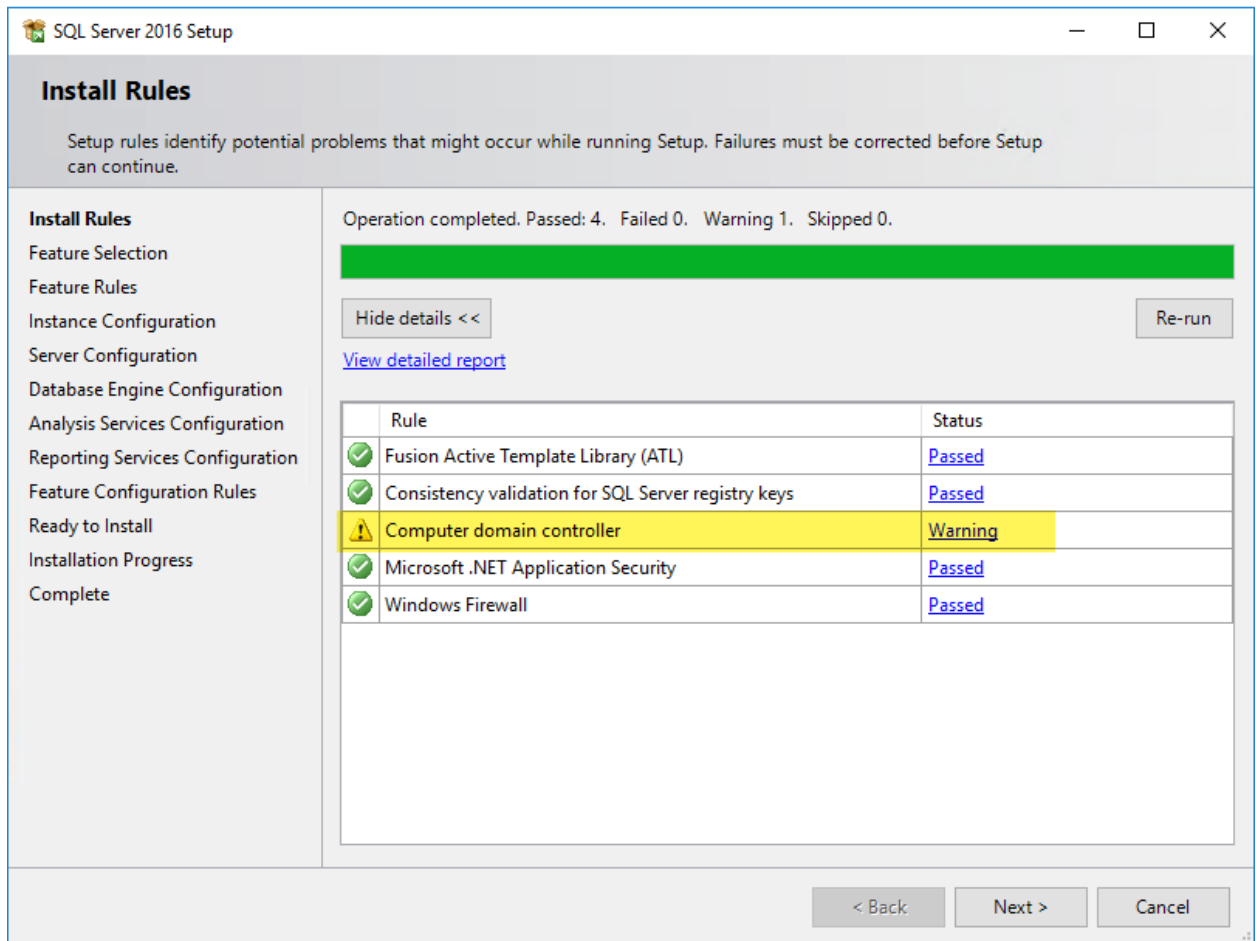 SQL Server 2016 Setup
Install Rules
Setup rules identify potential problems that might occur while running Setup. Failures must be corrected before Setup
can continue.
Install Rules
Feature Selection
Feature Rules
Instance Configuration
Server Configuration
Database Engine Configuration
Analysis Services Configuration
Reporting Services Configuration
Feature Configuration Rules
Ready to Install
Installation Progress
Complete
Operation completed. Passed: 4. Failed 0. Warning 1. Skipped 0.
Hide details << Re-run
View detailed report
Rule Status
Fusion Active Template Library (ATL) Passed
Consistency validation for SQL Server registry keys Passed
Computer domain controller Warning
Microsoft .NET Application Security Passed
Windows Firewall Passed
< Back Next > Cancel